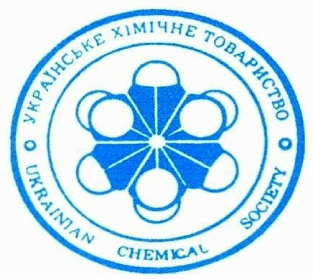 УКРАЇНСЬКЕ ХІМІЧНЕ ТОВАРИСТВО
UKRAINIAN CHEMICAL SOCIETY